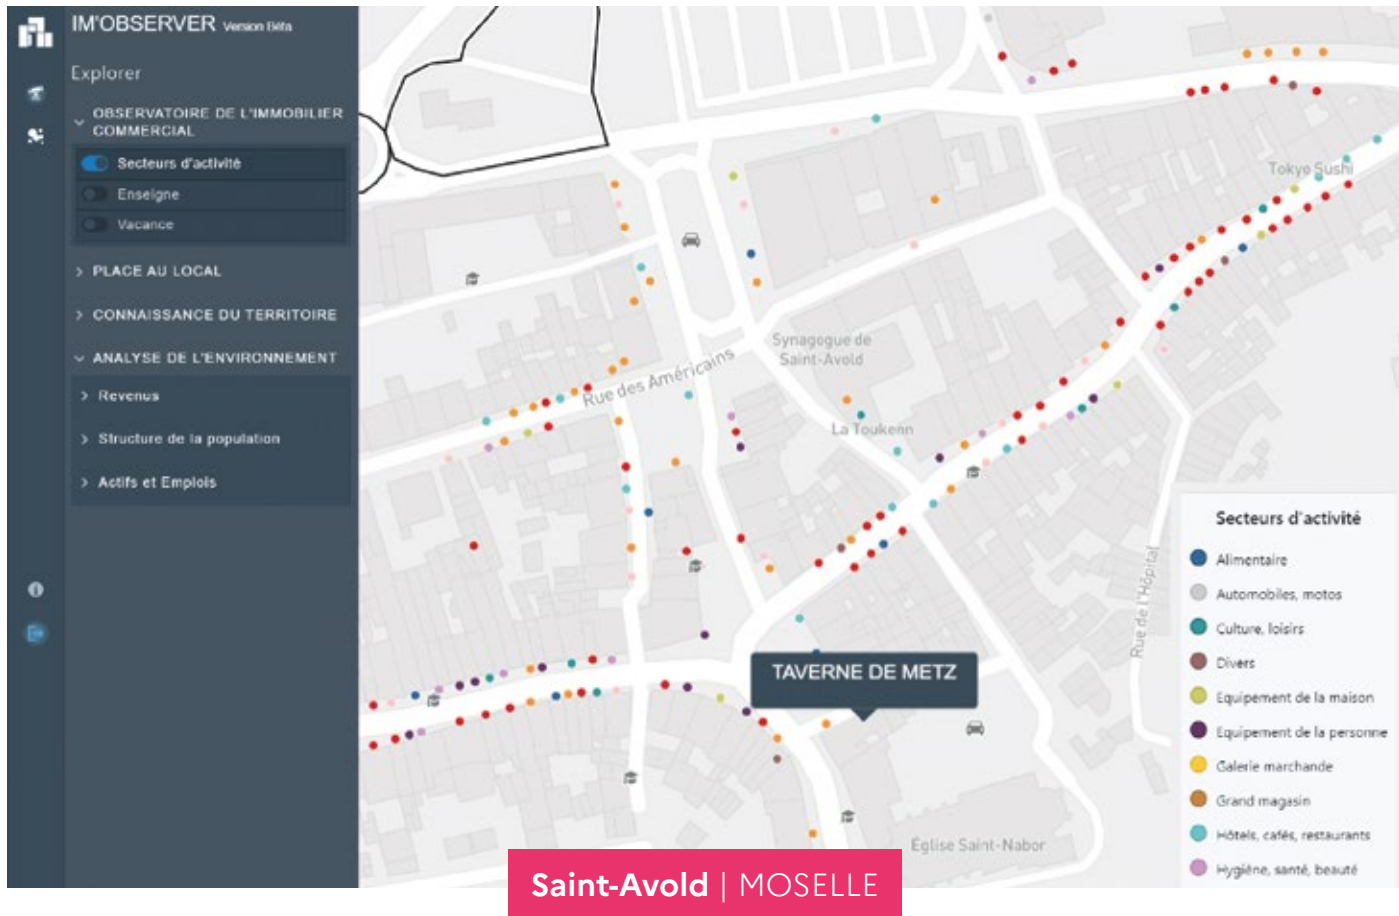 IM'OBSERVER Version Béta
Explorer
OBSERVATOIRE DE L'IMMOBILIER
COMMERCIAL
Secteurs d'activité
Enseigne
Vacance
PLACE AU LOCAL
CONNAISSANCE DU TERRITOIRE
ANALYSE DE L'ENVIRONNEMENT
Revenus
Structure de la population
Actifs et Emplois
Tokyo Sushi
Synagogue de
Saint-Avold
Rue des Américains
La Toukenn
Rue de l'Hôpital
TAVERNE DE METZ
Église Saint-Nabor
Secteurs d'activité
Alimentaire
Automobiles, motos
Culture, loisirs
Divers
Equipement de la maison
Equipement de la personne
Galerie marchande
Grand magasin
Hôtels, cafés, restaurants
Hygiène, santé, beauté
Saint-Avold | MOSELLE